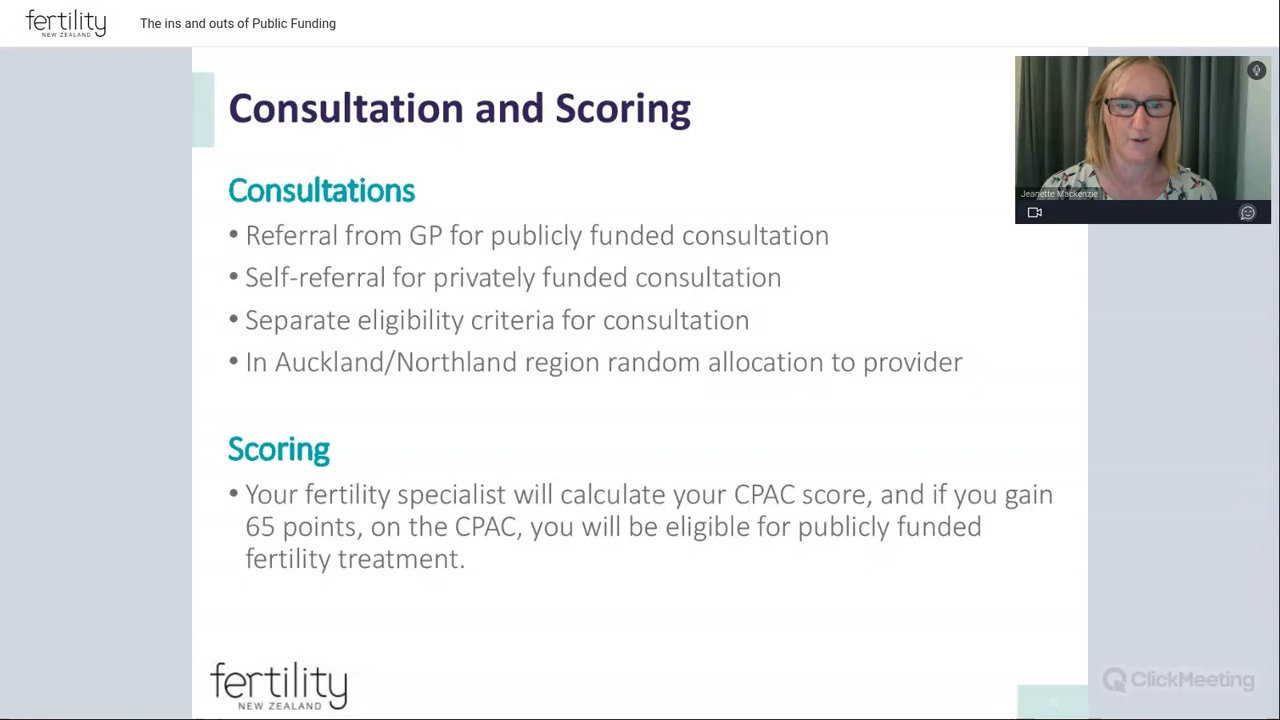 fertility
NEW ZEALAND
The ins and outs of Public Funding
Consultation and Scoring
Jeanette Mackenzie
Consultations
• Referral from GP for publicly funded consultation
• Self-referral for privately funded consultation
• Separate eligibility criteria for consultation
• In Auckland/Northland region random allocation to provider
Scoring
• Your fertility specialist will calculate your CPAC score, and if you gain
65 points, on the CPAC, you will be eligible for publicly funded
fertility treatment.
fertility
NEW ZEALAND
ClickMeeting